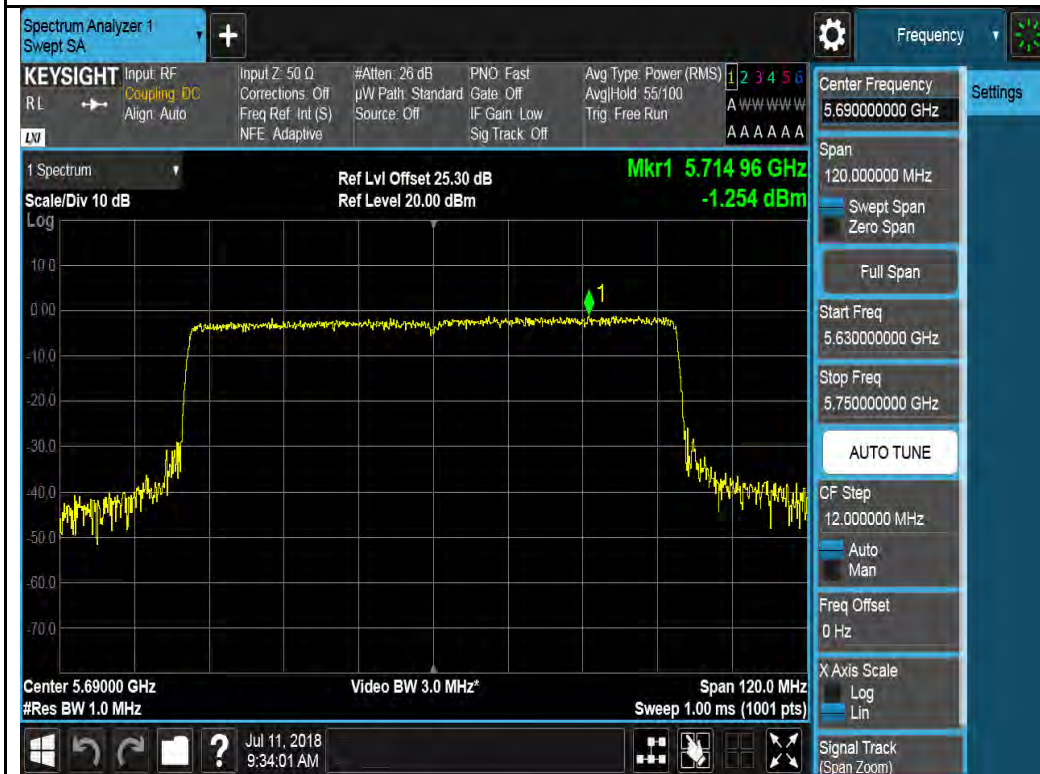 Spectrum Analyzer 1
Swept SA
+
Frequency
KEYSIGHT
R L
LXI
Input: RF
Coupling: DC
Align: Auto
Input Z: 50 Ω
Corrections: Off
Freq Ref: Int (S)
NFE: Adaptive
#Atten: 26 dB
µW Path: Standard
Source: Off
PNO: Fast
Gate: Off
IF Gain: Low
Sig Track: Off
Avg Type: Power (RMS)
Avg|Hold: 55/100
Trig: Free Run
1 2 3 4 5 6
A W W W W W
A A A A A A
1 Spectrum
Scale/Div 10 dB
Ref Lvl Offset 25.30 dB
Ref Level 20.00 dBm
Mkr1 5.714 96 GHz
-1.254 dBm
Log
10.0
0.00
-10.0
-20.0
-30.0
-40.0
-50.0
-60.0
-70.0
1
Center 5.69000 GHz
#Res BW 1.0 MHz
Video BW 3.0 MHz*
Span 120.0 MHz
Sweep 1.00 ms (1001 pts)
?
Jul 11, 2018
9:34:01 AM
Center Frequency
5.690000000 GHz
Span
120.000000 MHz
Swept Span
Zero Span
Full Span
Start Freq
5.630000000 GHz
Stop Freq
5.750000000 GHz
AUTO TUNE
CF Step
12.000000 MHz
Auto
Man
Freq Offset
0 Hz
X Axis Scale
Log
Lin
Signal Track
(Span Zoom)
Settings